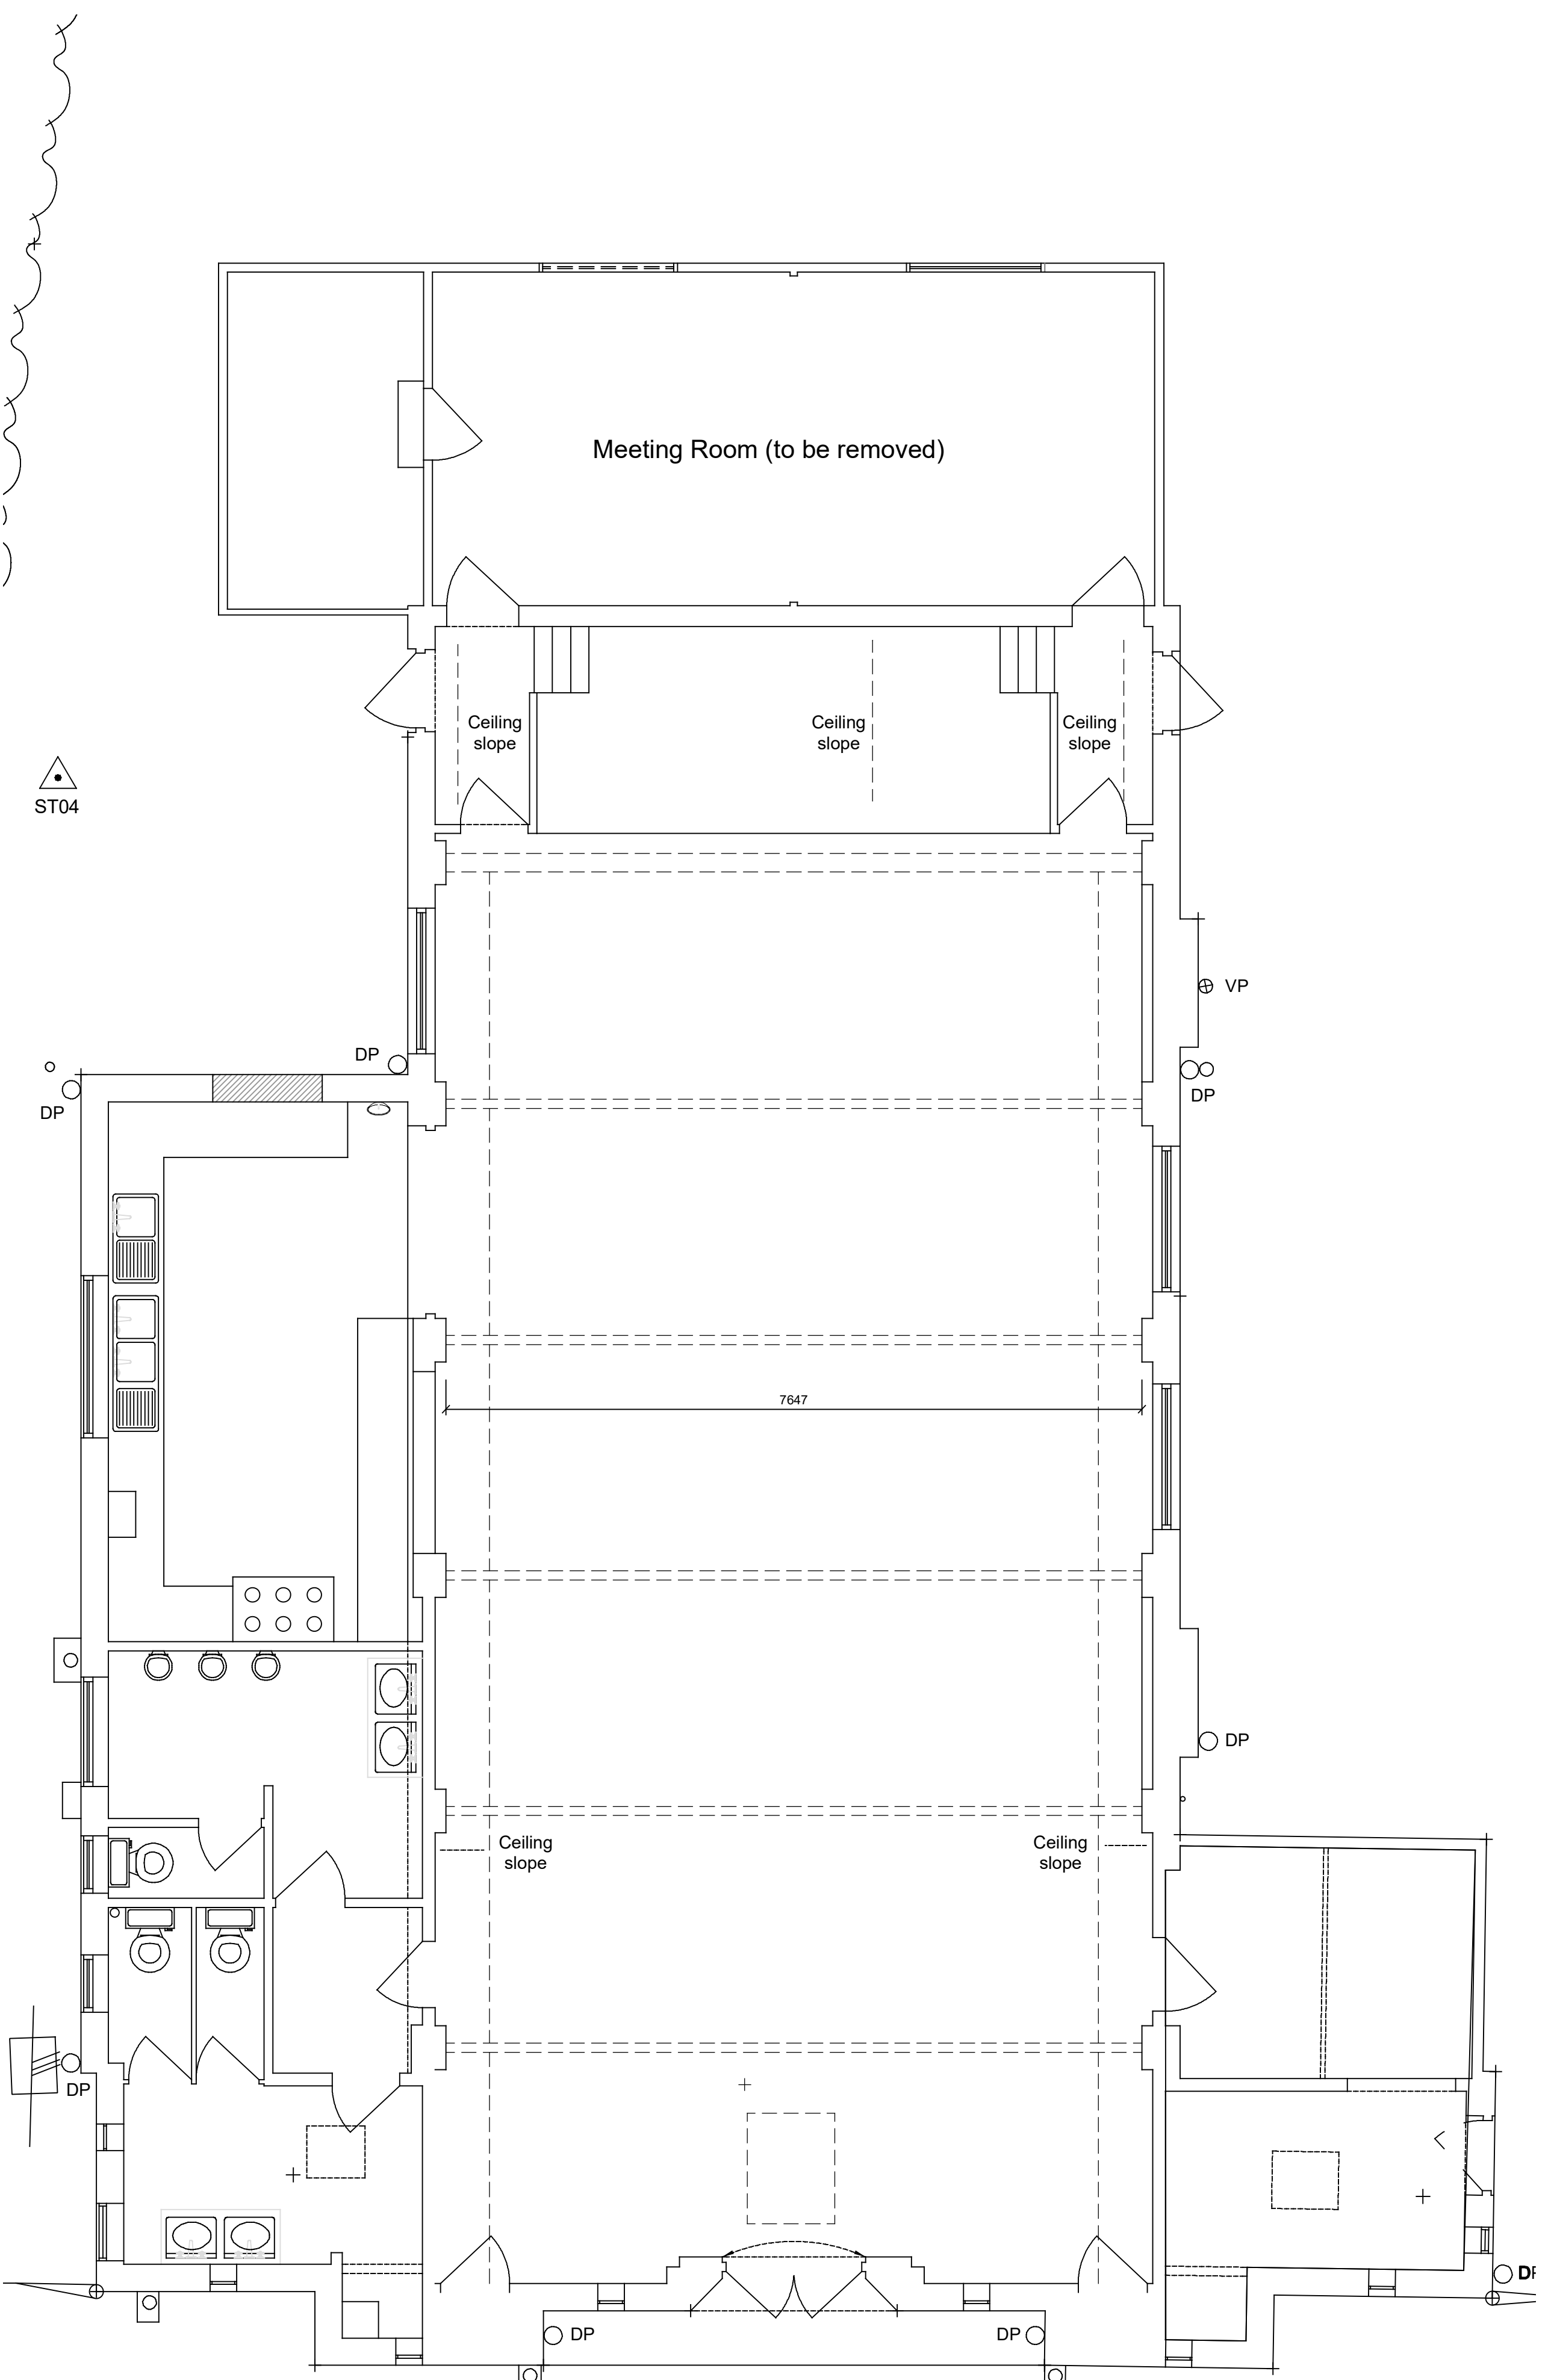 Meeting Room (to be removed)
Ceiling
slope
Ceiling
slope
Ceiling
slope
ST04
VP
DP
DP
DP
7647
DP
Ceiling
slope
Ceiling
slope
DP
DP
DP
DP